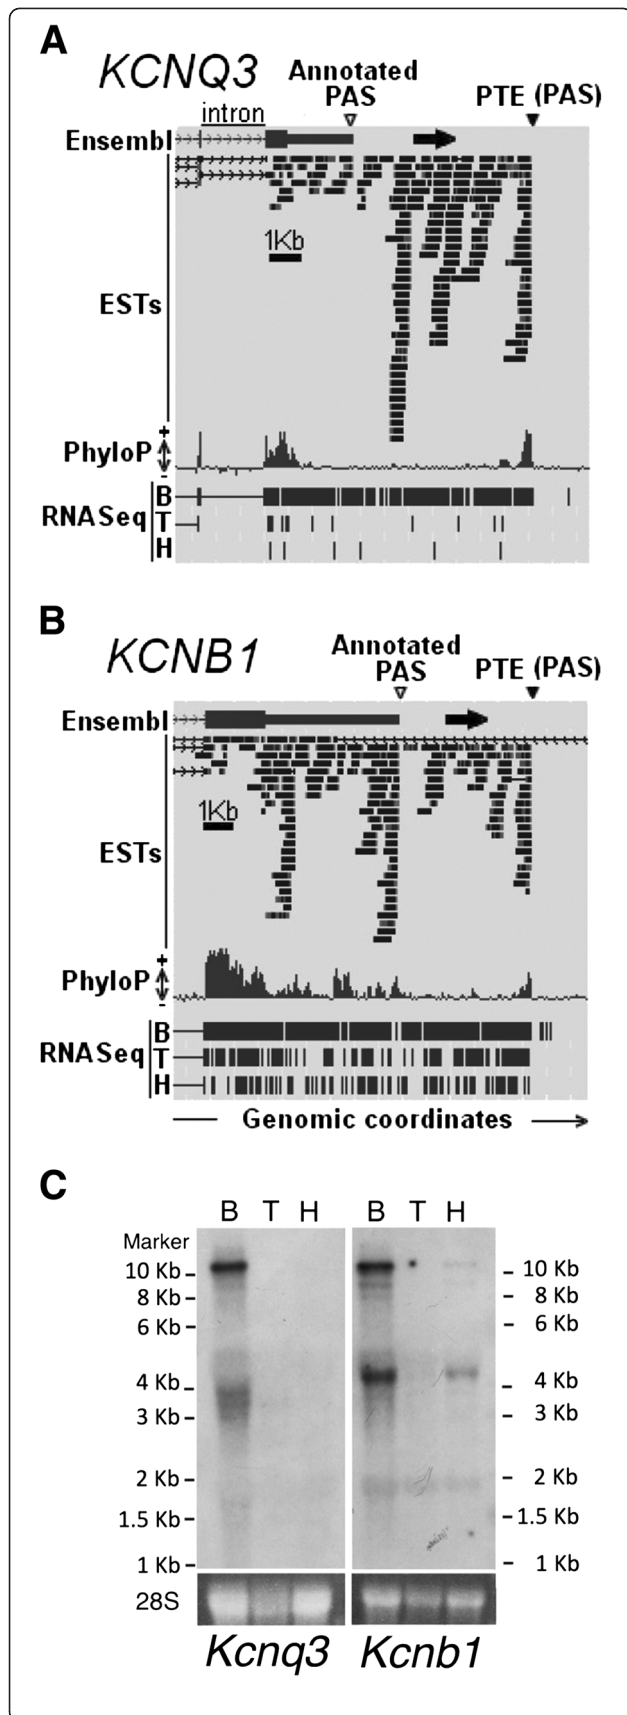 A
KCNQ3
Annotated
PAS
PTE (PAS)
intron
Ensembl
1Kb
ESTs
+
PhyloP
-
RNASeq
B
T
H
B
KCNB1
Annotated
PAS
PTE (PAS)
Ensembl
1Kb
ESTs
+
PhyloP
-
RNASeq
B
T
H
Genomic coordinates
C
B T H B T H
Marker
10 Kb 10 Kb
8 Kb 8 Kb
6 Kb 6 Kb
4 Kb 4 Kb
3 Kb 3 Kb
2 Kb 2 Kb
1.5 Kb 1.5 Kb
1 Kb 1 Kb
28S
Kcnq3 Kcnb1